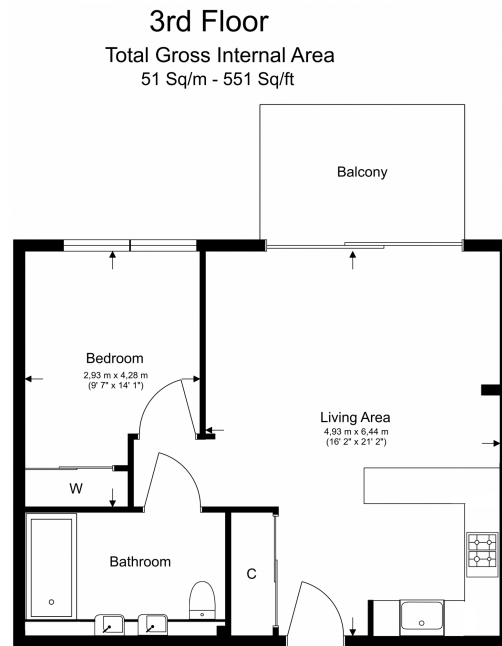 3rd Floor
Total Gross Internal Area
51 Sq/m - 551 Sq/ft
Balcony
Bedroom
2,93 m x 4,28 m
(9' 7" x 14' 1")
Living Area
4,93 m x 6,44 m
(16' 2" x 21' 2")
W
Bathroom
C